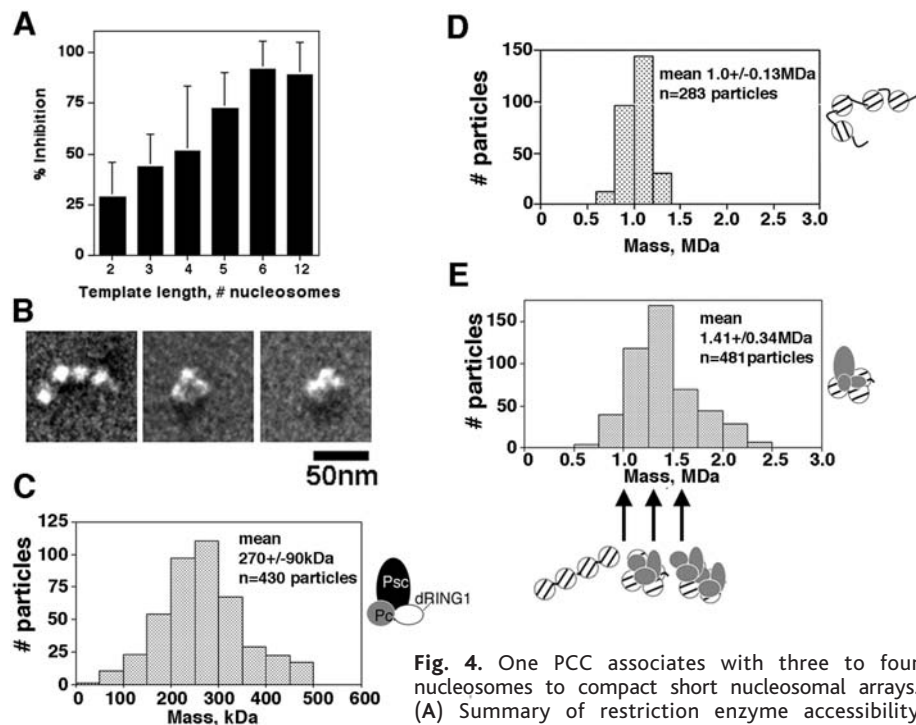 A
% Inhibition
100
75
50
25
0
2 3 4 5 6 12
Template length, # nucleosomes
B
50nm
C
# particles
125
100
75
50
25
0
mean
270+/-90kDa
n=430 particles
0 100 200 300 400 500 600
Mass, kDa
Psc
Pc
dRING1
D
# particles
150
100
50
0
mean 1.0+/-0.13MDa
n=283 particles
0 0.5 1.0 1.5 2.0 2.5 3.0
Mass, MDa
E
# particles
150
100
50
0
mean
1.41+/0.34MDa
n=481particles
0 0.5 1.0 1.5 2.0 2.5 3.0
Mass, MDa
Fig. 4. One PCC associates with three to four
nucleosomes to compact short nucleosomal arrays.
(A) Summary of restriction enzyme accessibility